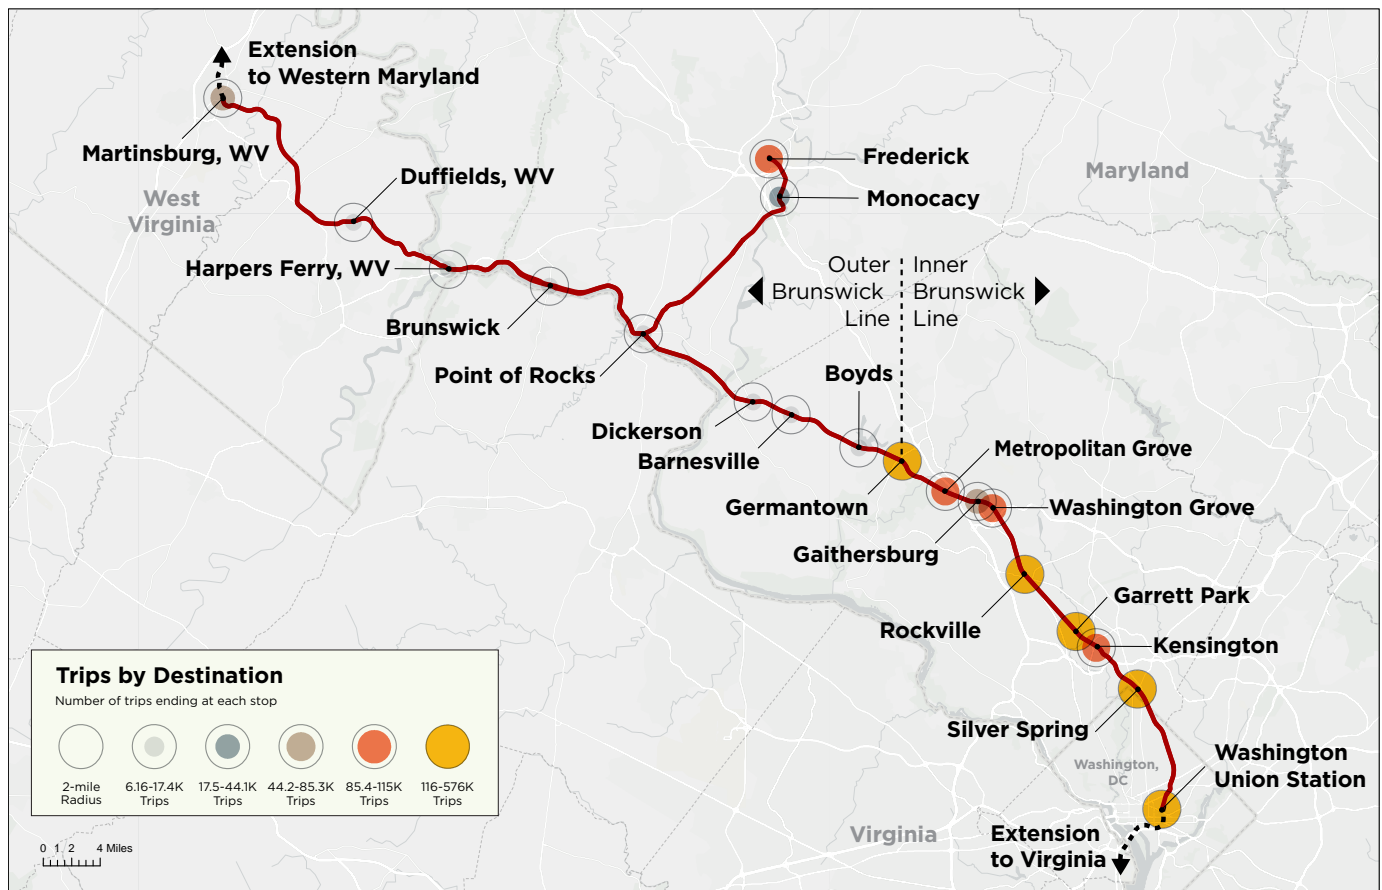 Extension
to Western Maryland
Martinsburg, WV
West
Virginia
Duffields, WV
Harpers Ferry, WV
Brunswick
Point of Rocks
Frederick
Monocacy
Maryland
Outer
Brunswick
Line
Inner
Brunswick
Line
Boyds
Dickerson
Barnesville
Germantown
Metropolitan Grove
Washington Grove
Gaithersburg
Rockville
Garrett Park
Kensington
Silver Spring
Washington,
DC
Washington
Union Station
Virginia
Extension
to Virginia
Trips by Destination
Number of trips ending at each stop
2-mile
Radius
6.16-17.4K
Trips
17.5-44.1K
Trips
44.2-85.3K
Trips
85.4-115K
Trips
116-576K
Trips
0 1 2 4 Miles